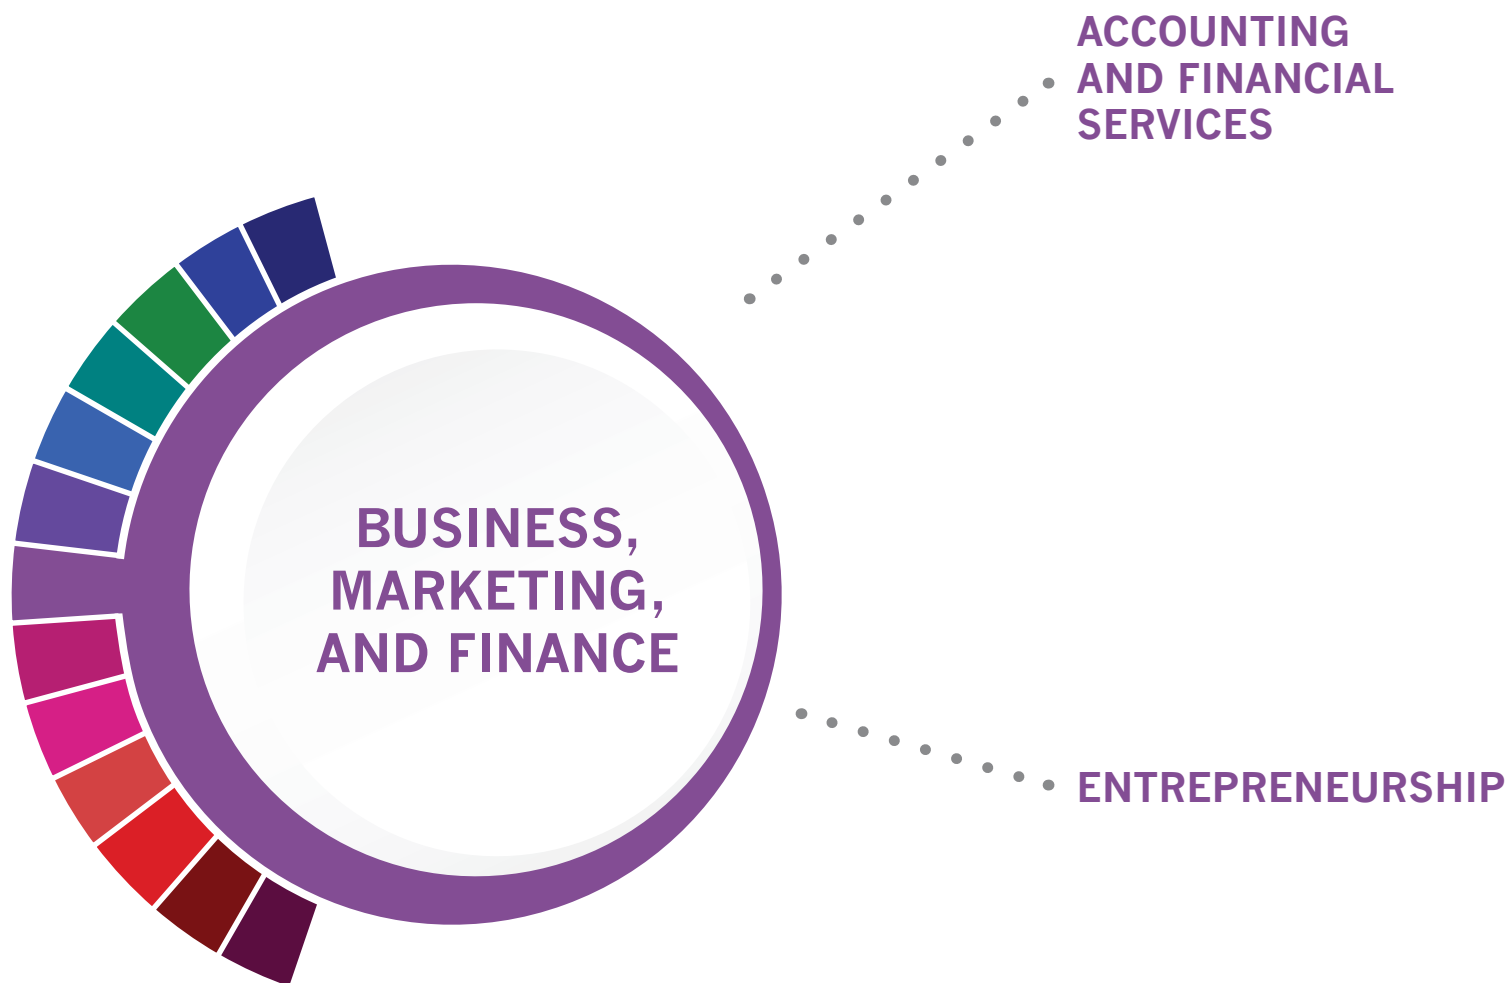 ACCOUNTING
AND FINANCIAL
SERVICES
BUSINESS,
MARKETING,
AND FINANCE
ENTREPRENEURSHIP